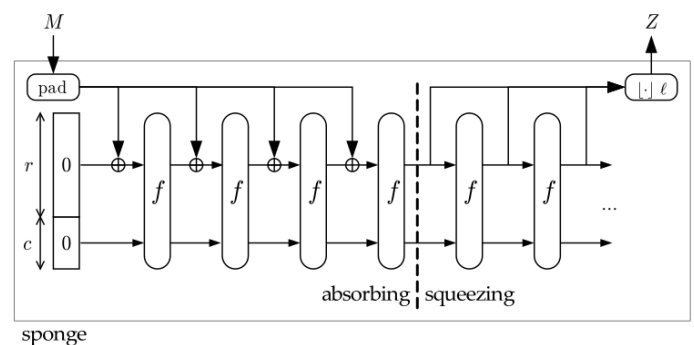 M Z
pad ⌊·⌋ ℓ
r 0 f f f f f f
c 0 ...
absorbing squeezing
sponge